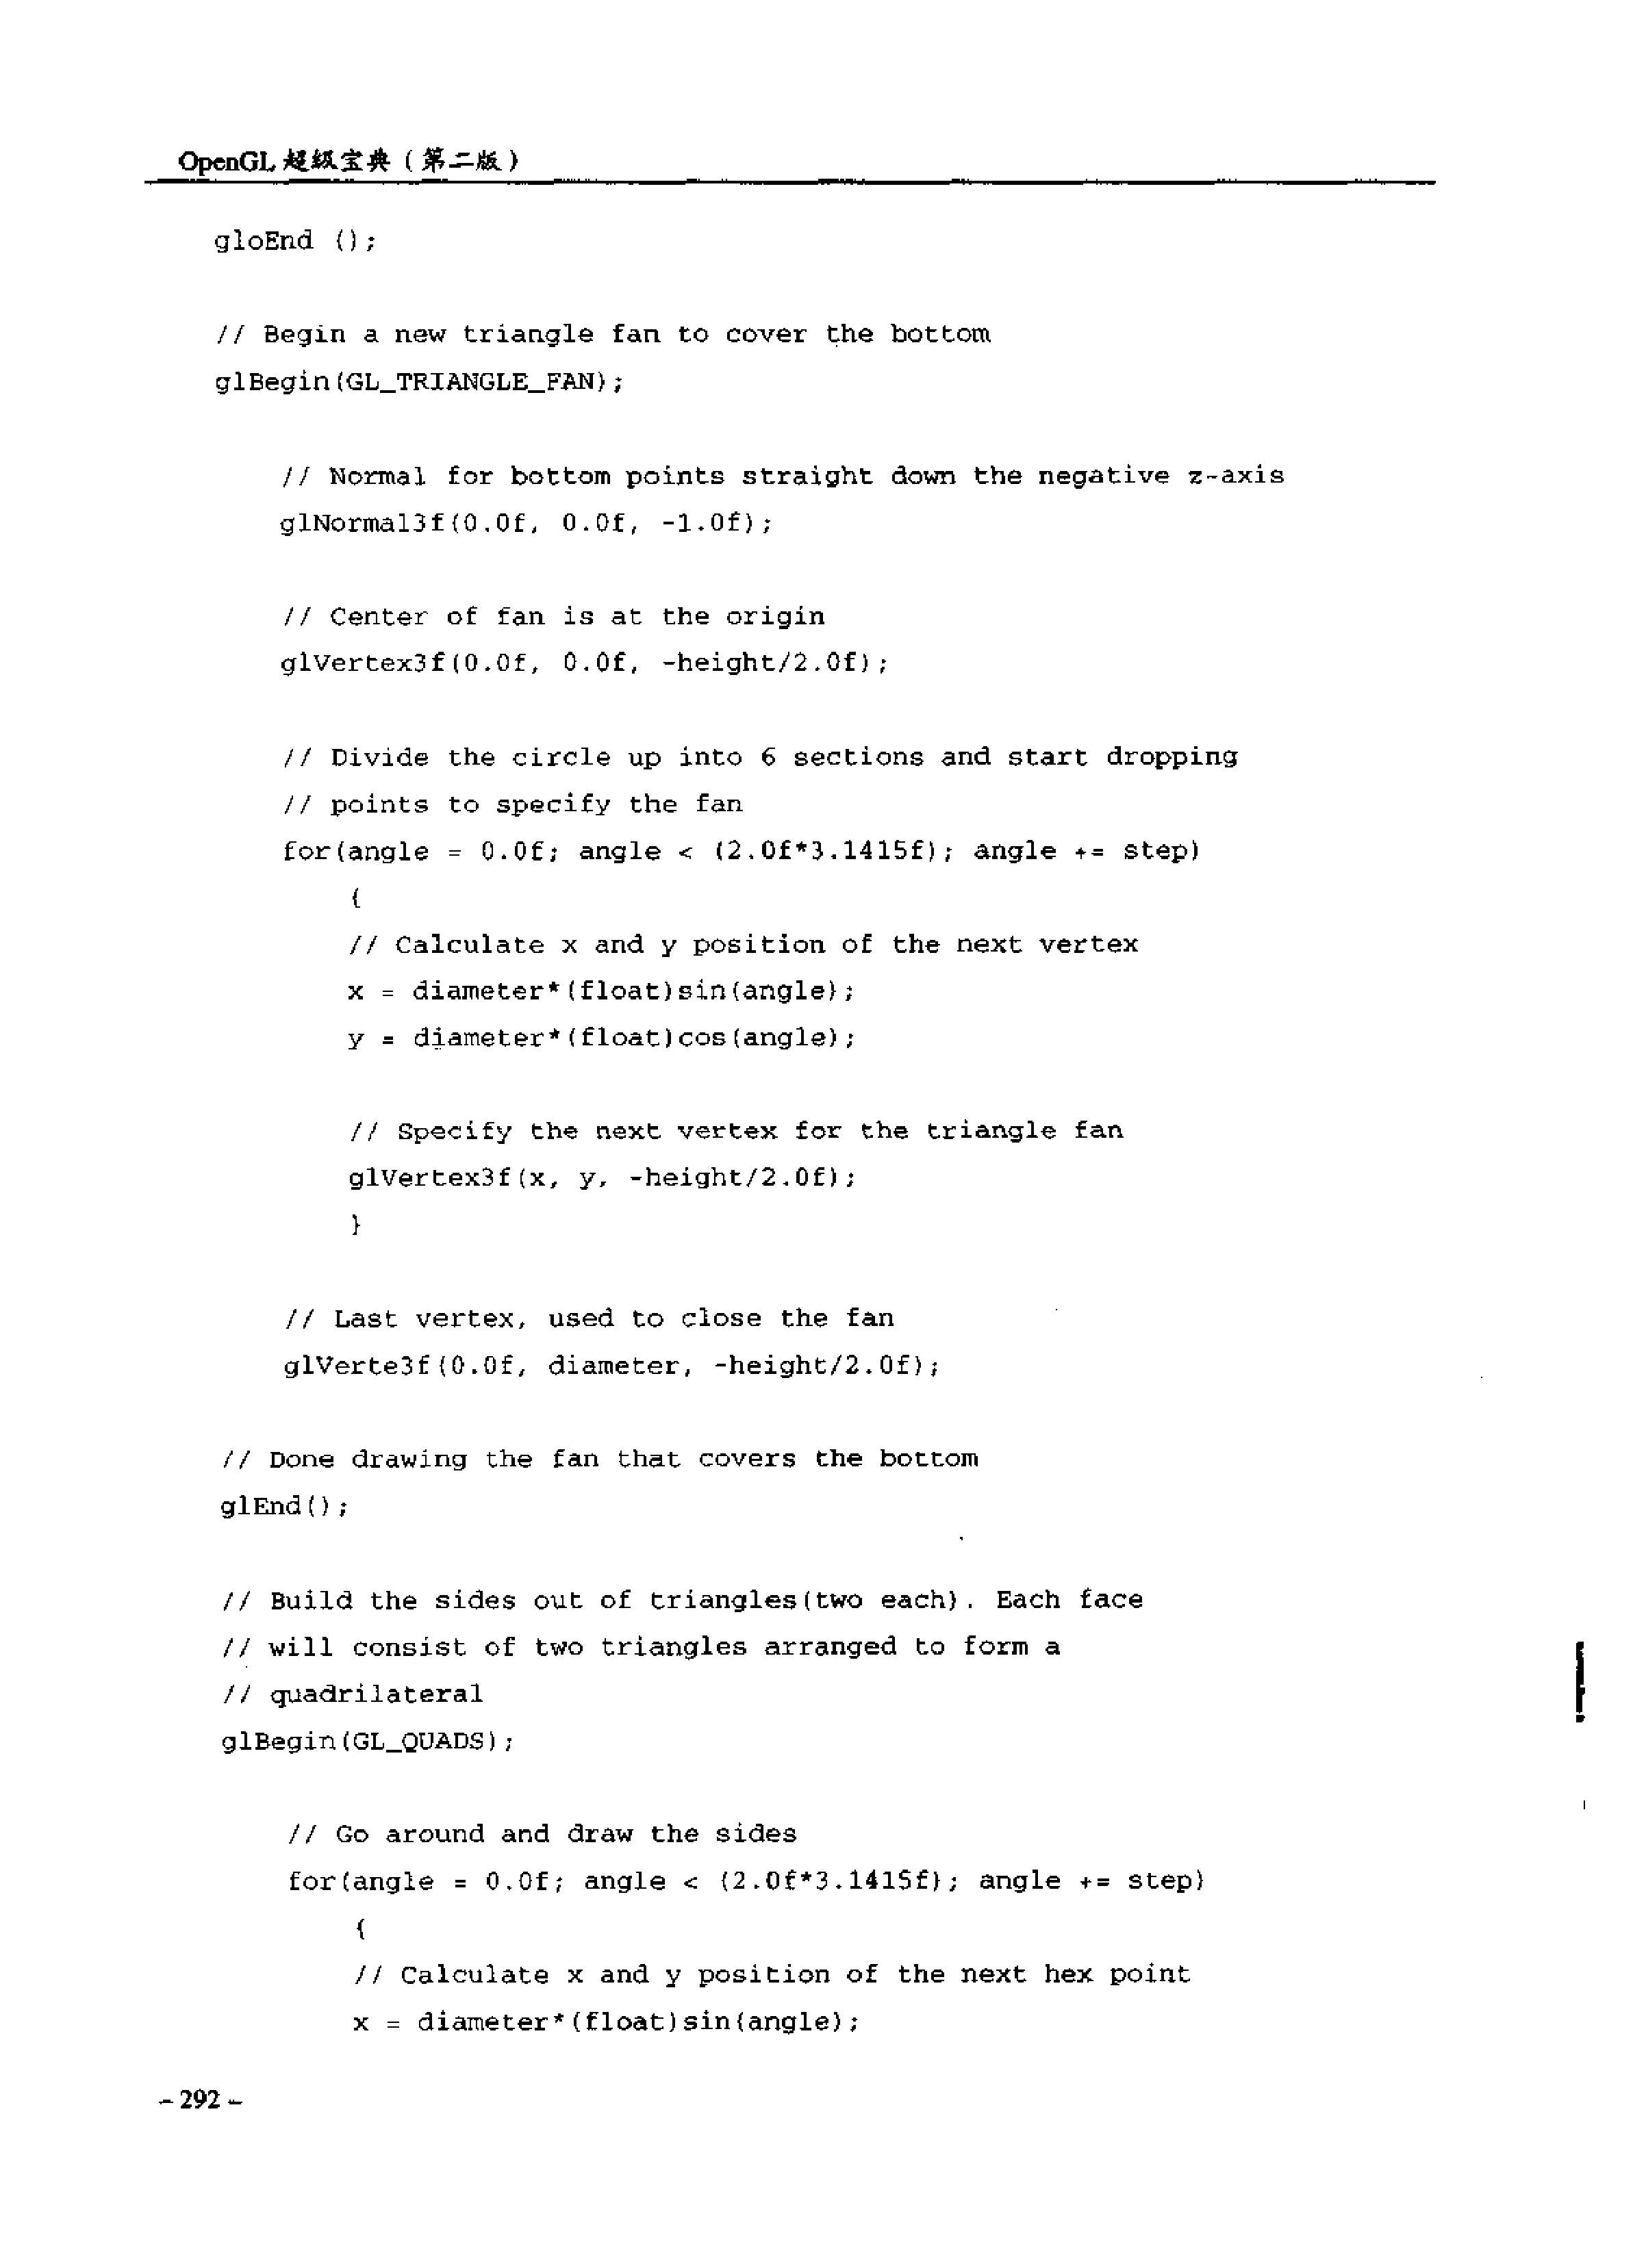 OpenGL 超级宝典（第二版）
gloEnd ();
// Begin a new triangle fan to cover the bottom
glBegin(GL_TRIANGLE_FAN);
// Normal for bottom points straight down the negative z-axis
glNormal3f(0.0f, 0.0f, -1.0f);
// Center of fan is at the origin
glVertex3f(0.0f, 0.0f, -height/2.0f);
// Divide the circle up into 6 sections and start dropping
// points to specify the fan
for(angle = 0.0f; angle < (2.0f*3.1415f); angle += step)
{
// Calculate x and y position of the next vertex
x = diameter*(float)sin(angle);
y = diameter*(float)cos(angle);
// Specify the next vertex for the triangle fan
glVertex3f(x, y, -height/2.0f);
}
// Last vertex, used to close the fan
glVerte3f(0.0f, diameter, -height/2.0f);
// Done drawing the fan that covers the bottom
glEnd();
// Build the sides out of triangles(two each). Each face
// will consist of two triangles arranged to form a
// quadrilateral
glBegin(GL_QUADS);
// Go around and draw the sides
for(angle = 0.0f; angle < (2.0f*3.1415f); angle += step)
{
// Calculate x and y position of the next hex point
x = diameter*(float)sin(angle);
- 292 -